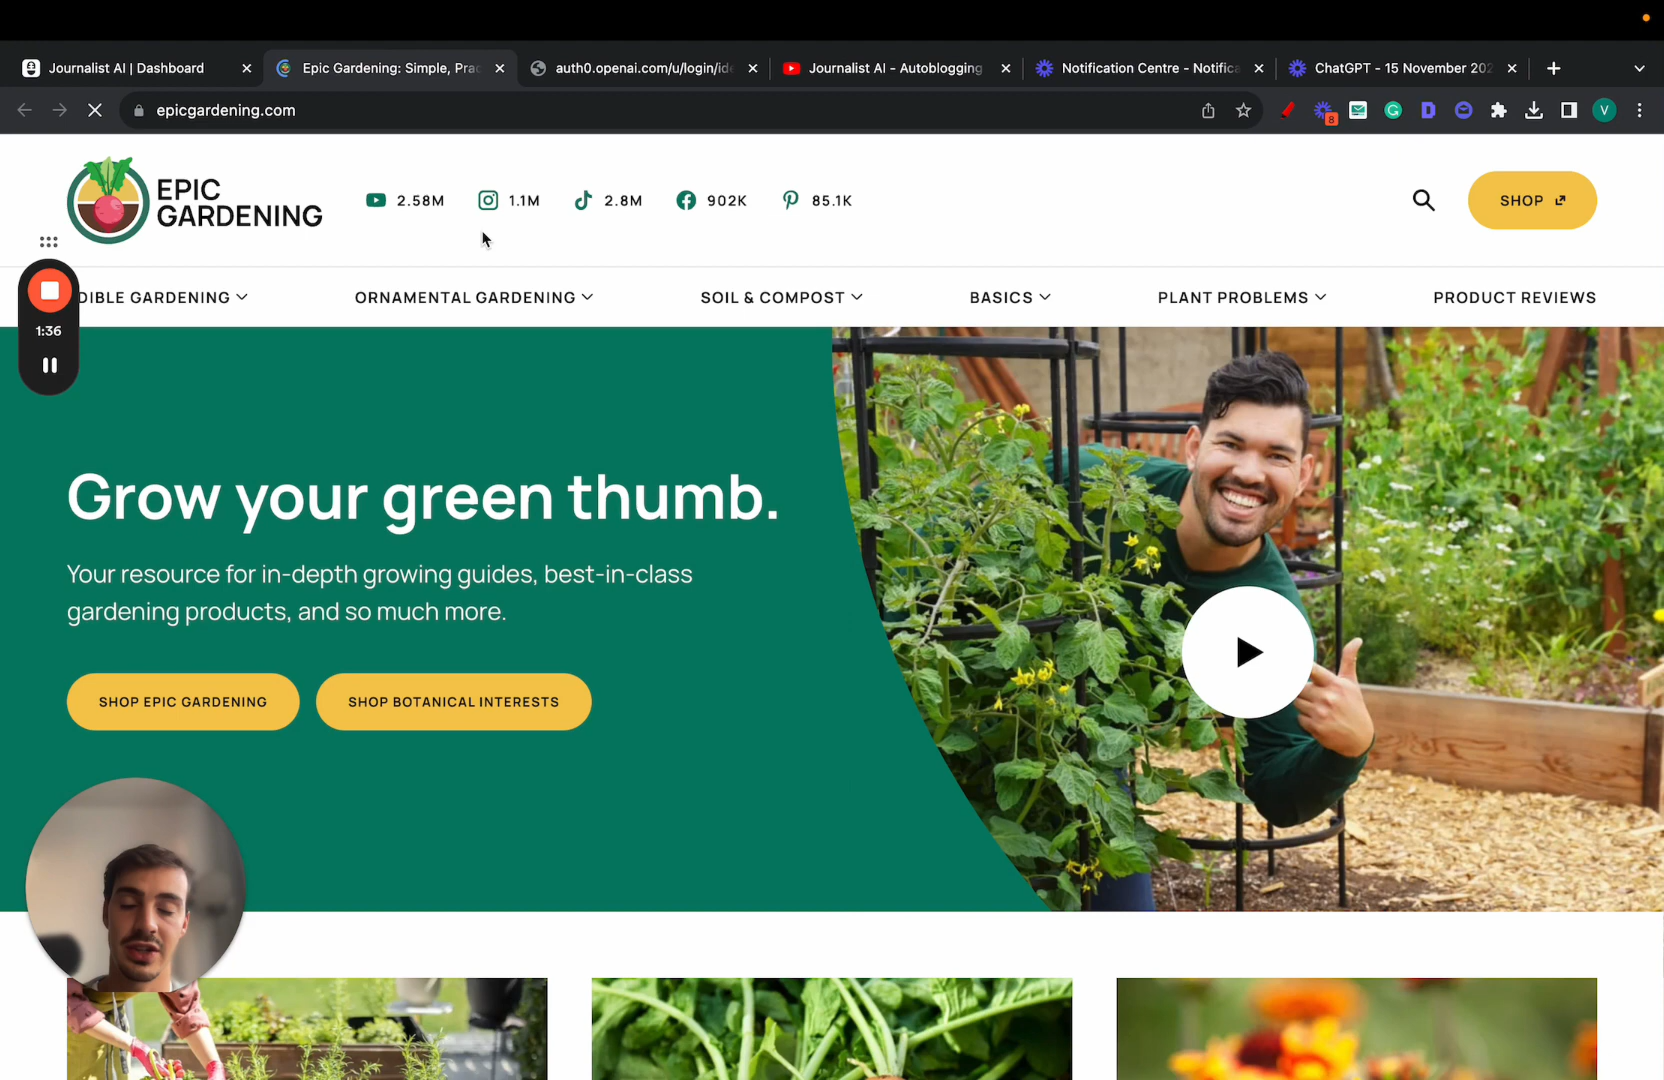 Journalist AI | Dashboard
Epic Gardening: Simple, Prac
auth0.openai.com/u/login/ide
Journalist AI - Autoblogging
Notification Centre - Notifica
ChatGPT - 15 November 202
epicgardening.com
8
V
EPIC
GARDENING
2.58M
1.1M
2.8M
902K
85.1K
SHOP
DIBLE GARDENING
ORNAMENTAL GARDENING
SOIL & COMPOST
BASICS
PLANT PROBLEMS
PRODUCT REVIEWS
1:36
Grow your green thumb.
Your resource for in-depth growing guides, best-in-class
gardening products, and so much more.
SHOP EPIC GARDENING
SHOP BOTANICAL INTERESTS